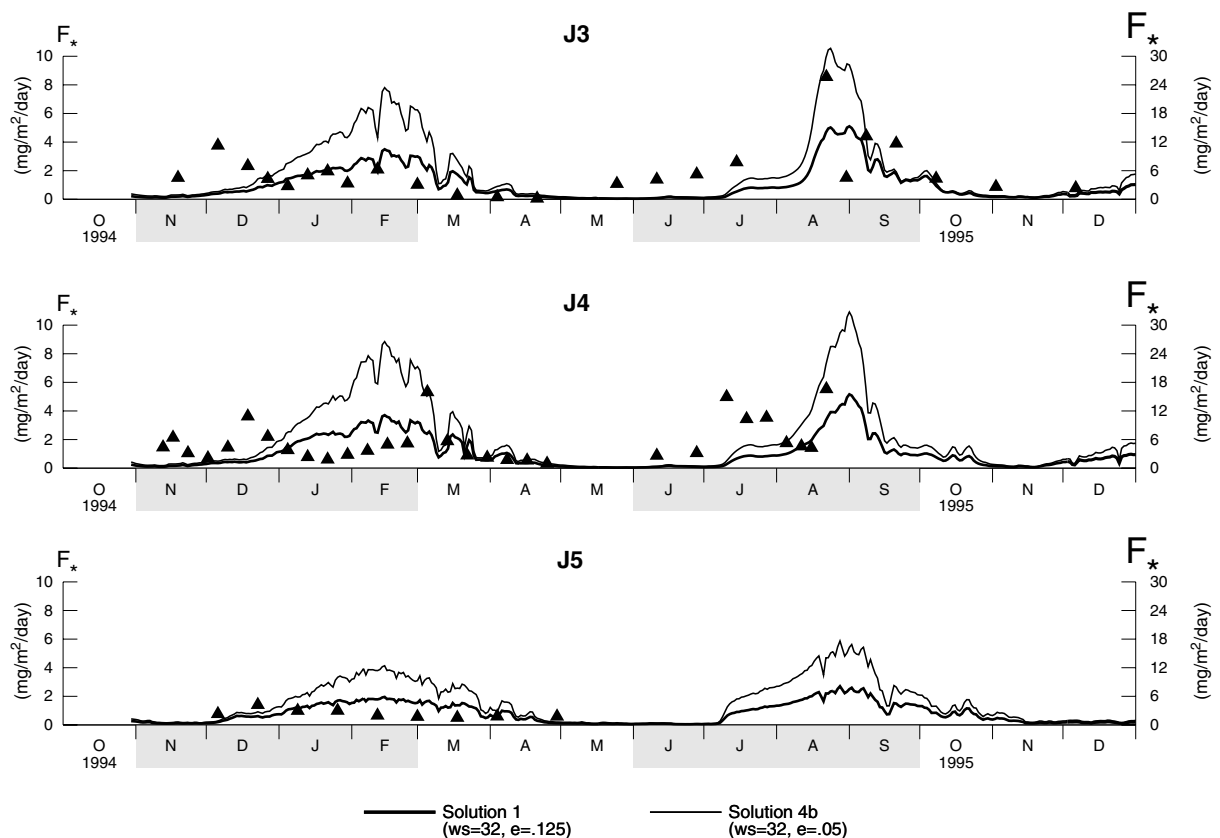 F* J3 F*
10 30
8 24
6 18
4 12
2 6
0 0
(mg/m²/day) (mg/m²/day)
O N D J F M A M J J A S O N D
1994 1995
F* J4 F*
10 30
8 24
6 18
4 12
2 6
0 0
(mg/m²/day) (mg/m²/day)
O N D J F M A M J J A S O N D
1994 1995
F* J5 F*
10 30
8 24
6 18
4 12
2 6
0 0
(mg/m²/day) (mg/m²/day)
O N D J F M A M J J A S O N D
1994 1995
Solution 1 Solution 4b
(ws=32, e=.125) (ws=32, e=.05)